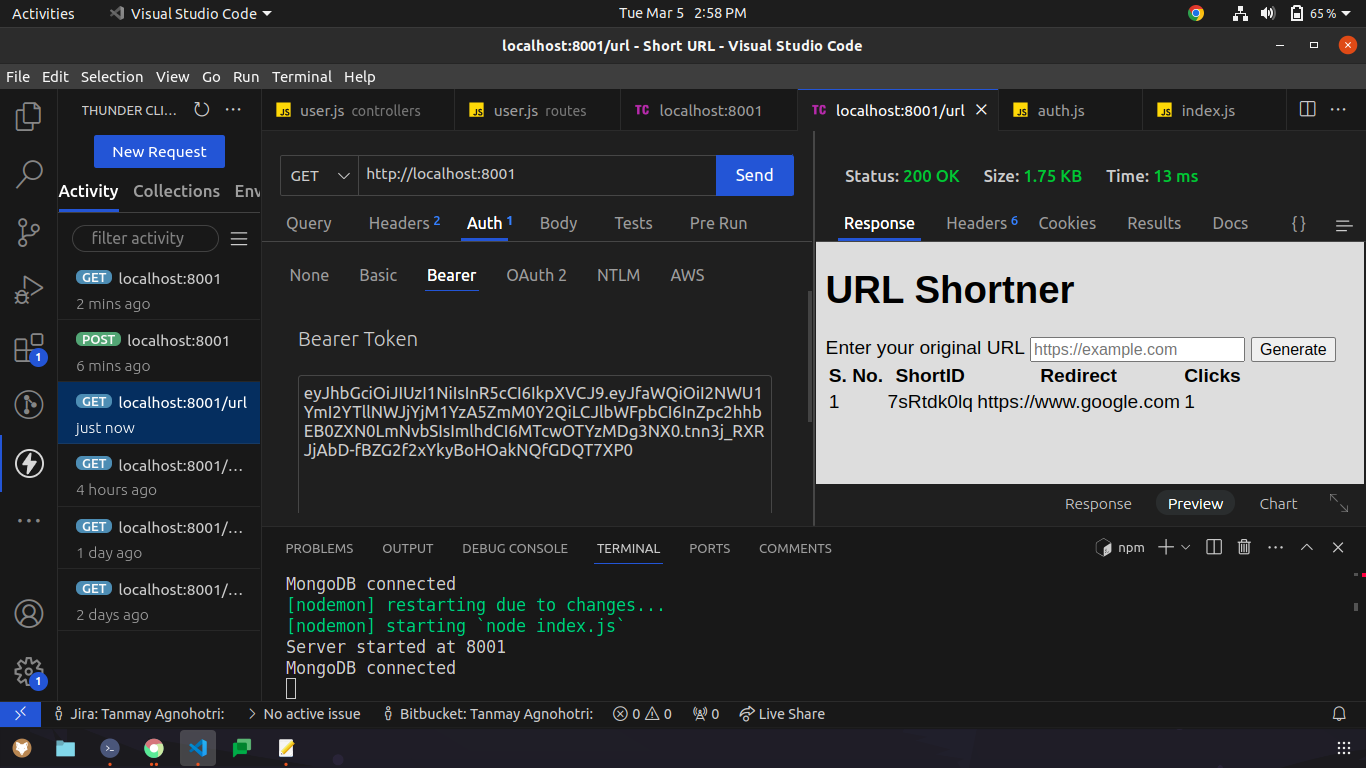 Activities Visual Studio Code Tue Mar 5 2:58 PM 65 %
localhost:8001/url - Short URL - Visual Studio Code
File Edit Selection View Go Run Terminal Help
THUNDER CLI... ···
New Request
Activity Collections Env
filter activity
GET localhost:8001
2 mins ago
POST localhost:8001
6 mins ago
GET localhost:8001/url
just now
GET localhost:8001/...
4 hours ago
GET localhost:8001/...
1 day ago
GET localhost:8001/...
2 days ago
1
1
JS user.js controllers JS user.js routes TC localhost:8001 TC localhost:8001/url JS auth.js JS index.js
GET http://localhost:8001 Send
Query Headers 2 Auth 1 Body Tests Pre Run
None Basic Bearer OAuth 2 NTLM AWS
Bearer Token
eyJhbGciOiJIUzI1NiIsInR5cCI6IkpXVCJ9.eyJfaWQiOiI2NWU1
YmI2YTllNWJjYjM1YzA5ZmM0Y2QiLCJlbWFpbCI6InZpc2hhb
EB0ZXN0LmNvbSIsImlhdCI6MTcwOTYzMDg3NX0.tnn3j_RXR
JjAbD-fBZG2f2xYkyBoHOakNQfGDQT7XP0
Status: 200 OK Size: 1.75 KB Time: 13 ms
Response Headers 6 Cookies Results Docs {}
URL Shortner
Enter your original URL https://example.com Generate
S. No. ShortID Redirect Clicks
1 7sRtdk0lq https://www.google.com 1
Response Preview Chart
PROBLEMS OUTPUT DEBUG CONSOLE TERMINAL PORTS COMMENTS npm
MongoDB connected
[nodemon] restarting due to changes...
[nodemon] starting `node index.js`
Server started at 8001
MongoDB connected
Jira: Tanmay Agnohotri: No active issue Bitbucket: Tanmay Agnohotri: 0 0 0 Live Share